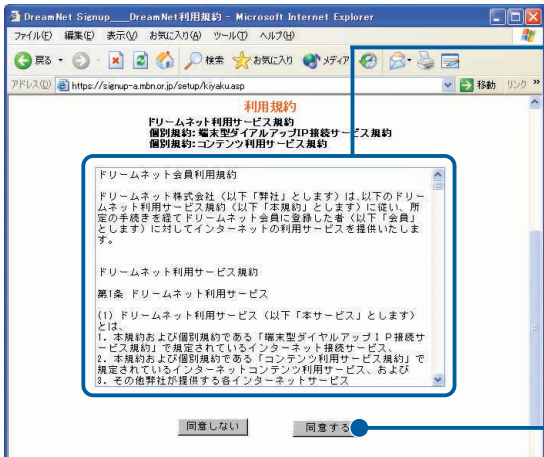 DreamNet Signup___DreamNet利用規約 - Microsoft Internet Explorer
ファイル(F) 編集(E) 表示(V) お気に入り(A) ツール(T) ヘルプ(H)
戻る 検索 お気に入り メディア
アドレス(D) https://signup-a.mbn.or.jp/setup/kiyaku.asp 移動 リンク »
利用規約
ドリームネット利用サービス規約
個別規約: 端末型ダイアルアップIP接続サービス規約
個別規約: コンテンツ利用サービス規約
ドリームネット会員利用規約
ドリームネット株式会社（以下「弊社」とします）は、以下のドリー
ムネット利用サービス規約（以下「本規約」とします）に従い、所
定の手続きを経てドリームネット会員に登録した者（以下「会員」
とします）に対してインターネットの利用サービスを提供いたしま
す。
ドリームネット利用サービス規約
第1条 ドリームネット利用サービス
(1) ドリームネット利用サービス（以下「本サービス」とします）
とは、
1. 本規約および個別規約である「端末型ダイヤルアップＩＰ接続サ
ービス規約」で規定されているインターネット接続サービス、
2. 本規約および個別規約である「コンテンツ利用サービス規約」で
規定されているインターネットコンテンツ利用サービス、および
3. その他弊社が提供する各インターネットサービス
同意しない 同意する